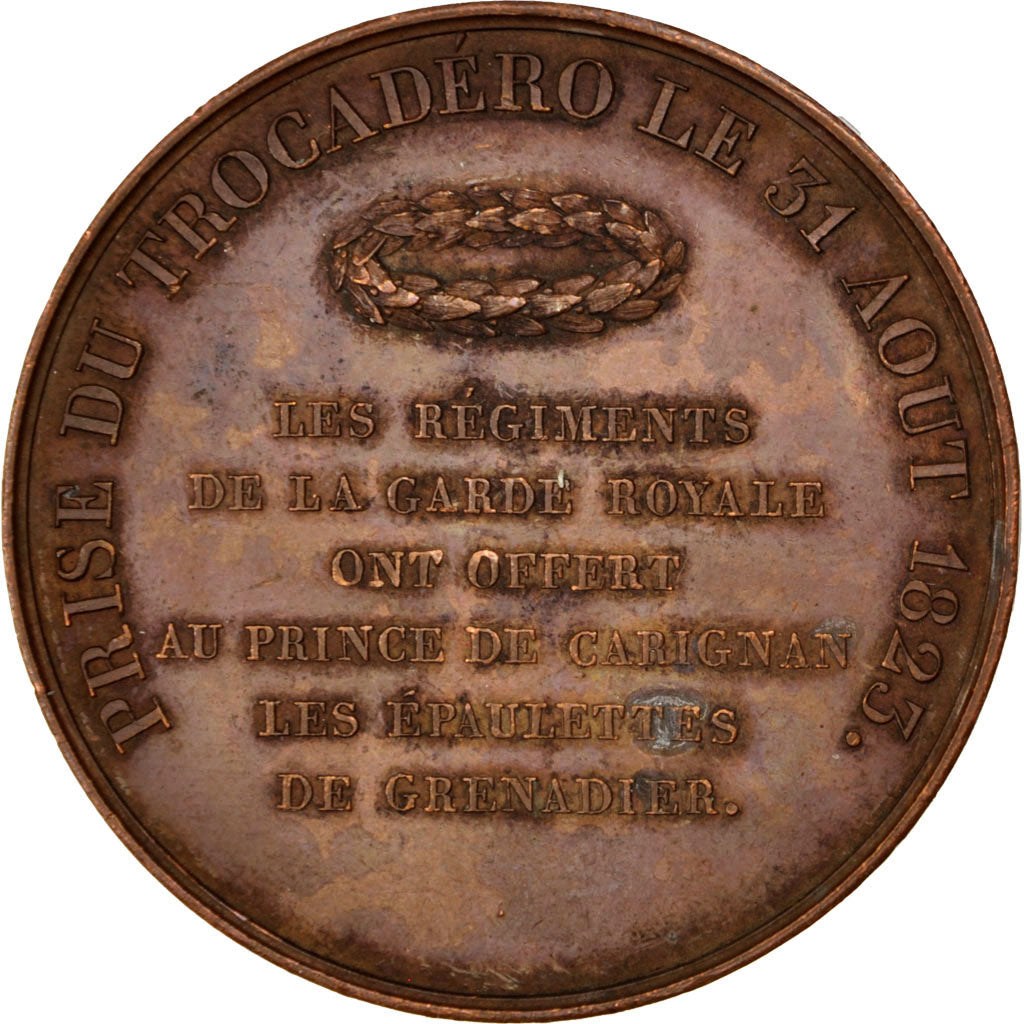 PRISE DU TROCADÉRO LE 31 AOUT 1823.
LES RÉGIMENTS
DE LA GARDE ROYALE
ONT OFFERT
AU PRINCE DE CARIGNAN
LES ÉPAULETTES
DE GRENADIER.